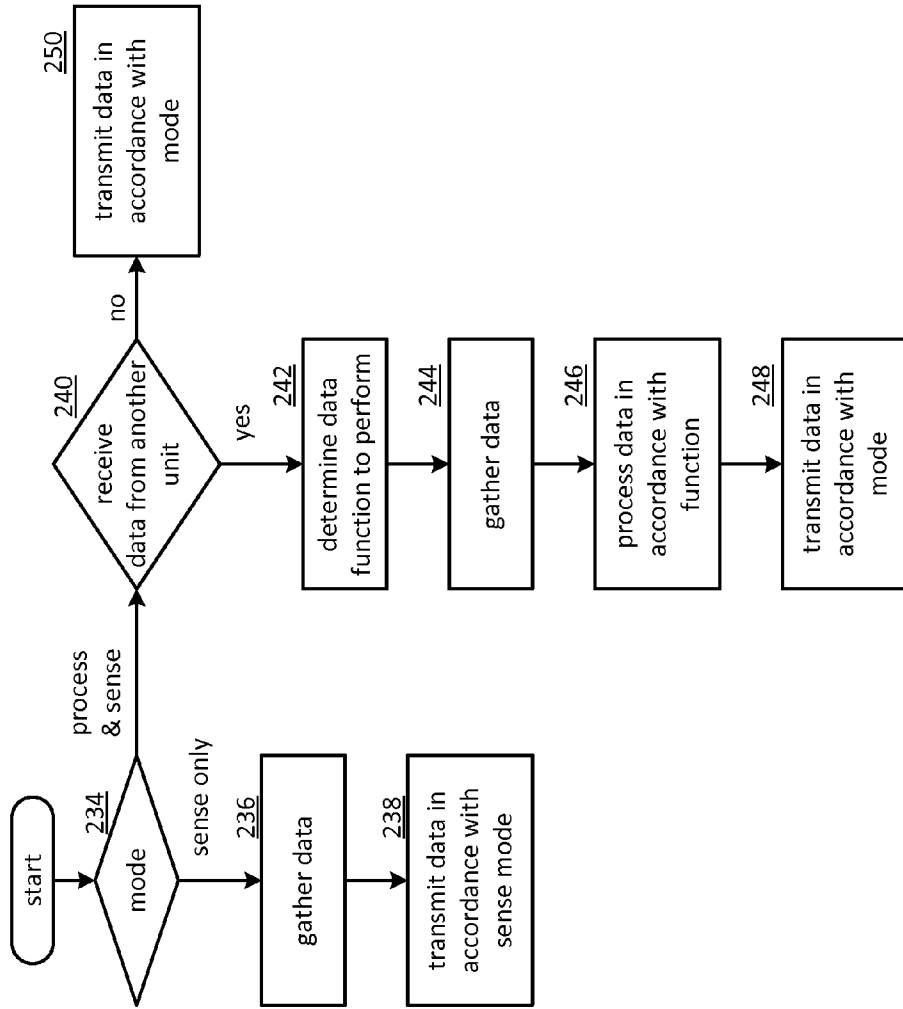 start
234
mode
process
& sense
sense only
236
gather data
238
transmit data in
accordance with
sense mode
240
receive
data from another
unit
no
250
transmit data in
accordance with
mode
yes
242
determine data
function to perform
244
gather data
246
process data in
accordance with
function
248
transmit data in
accordance with
mode